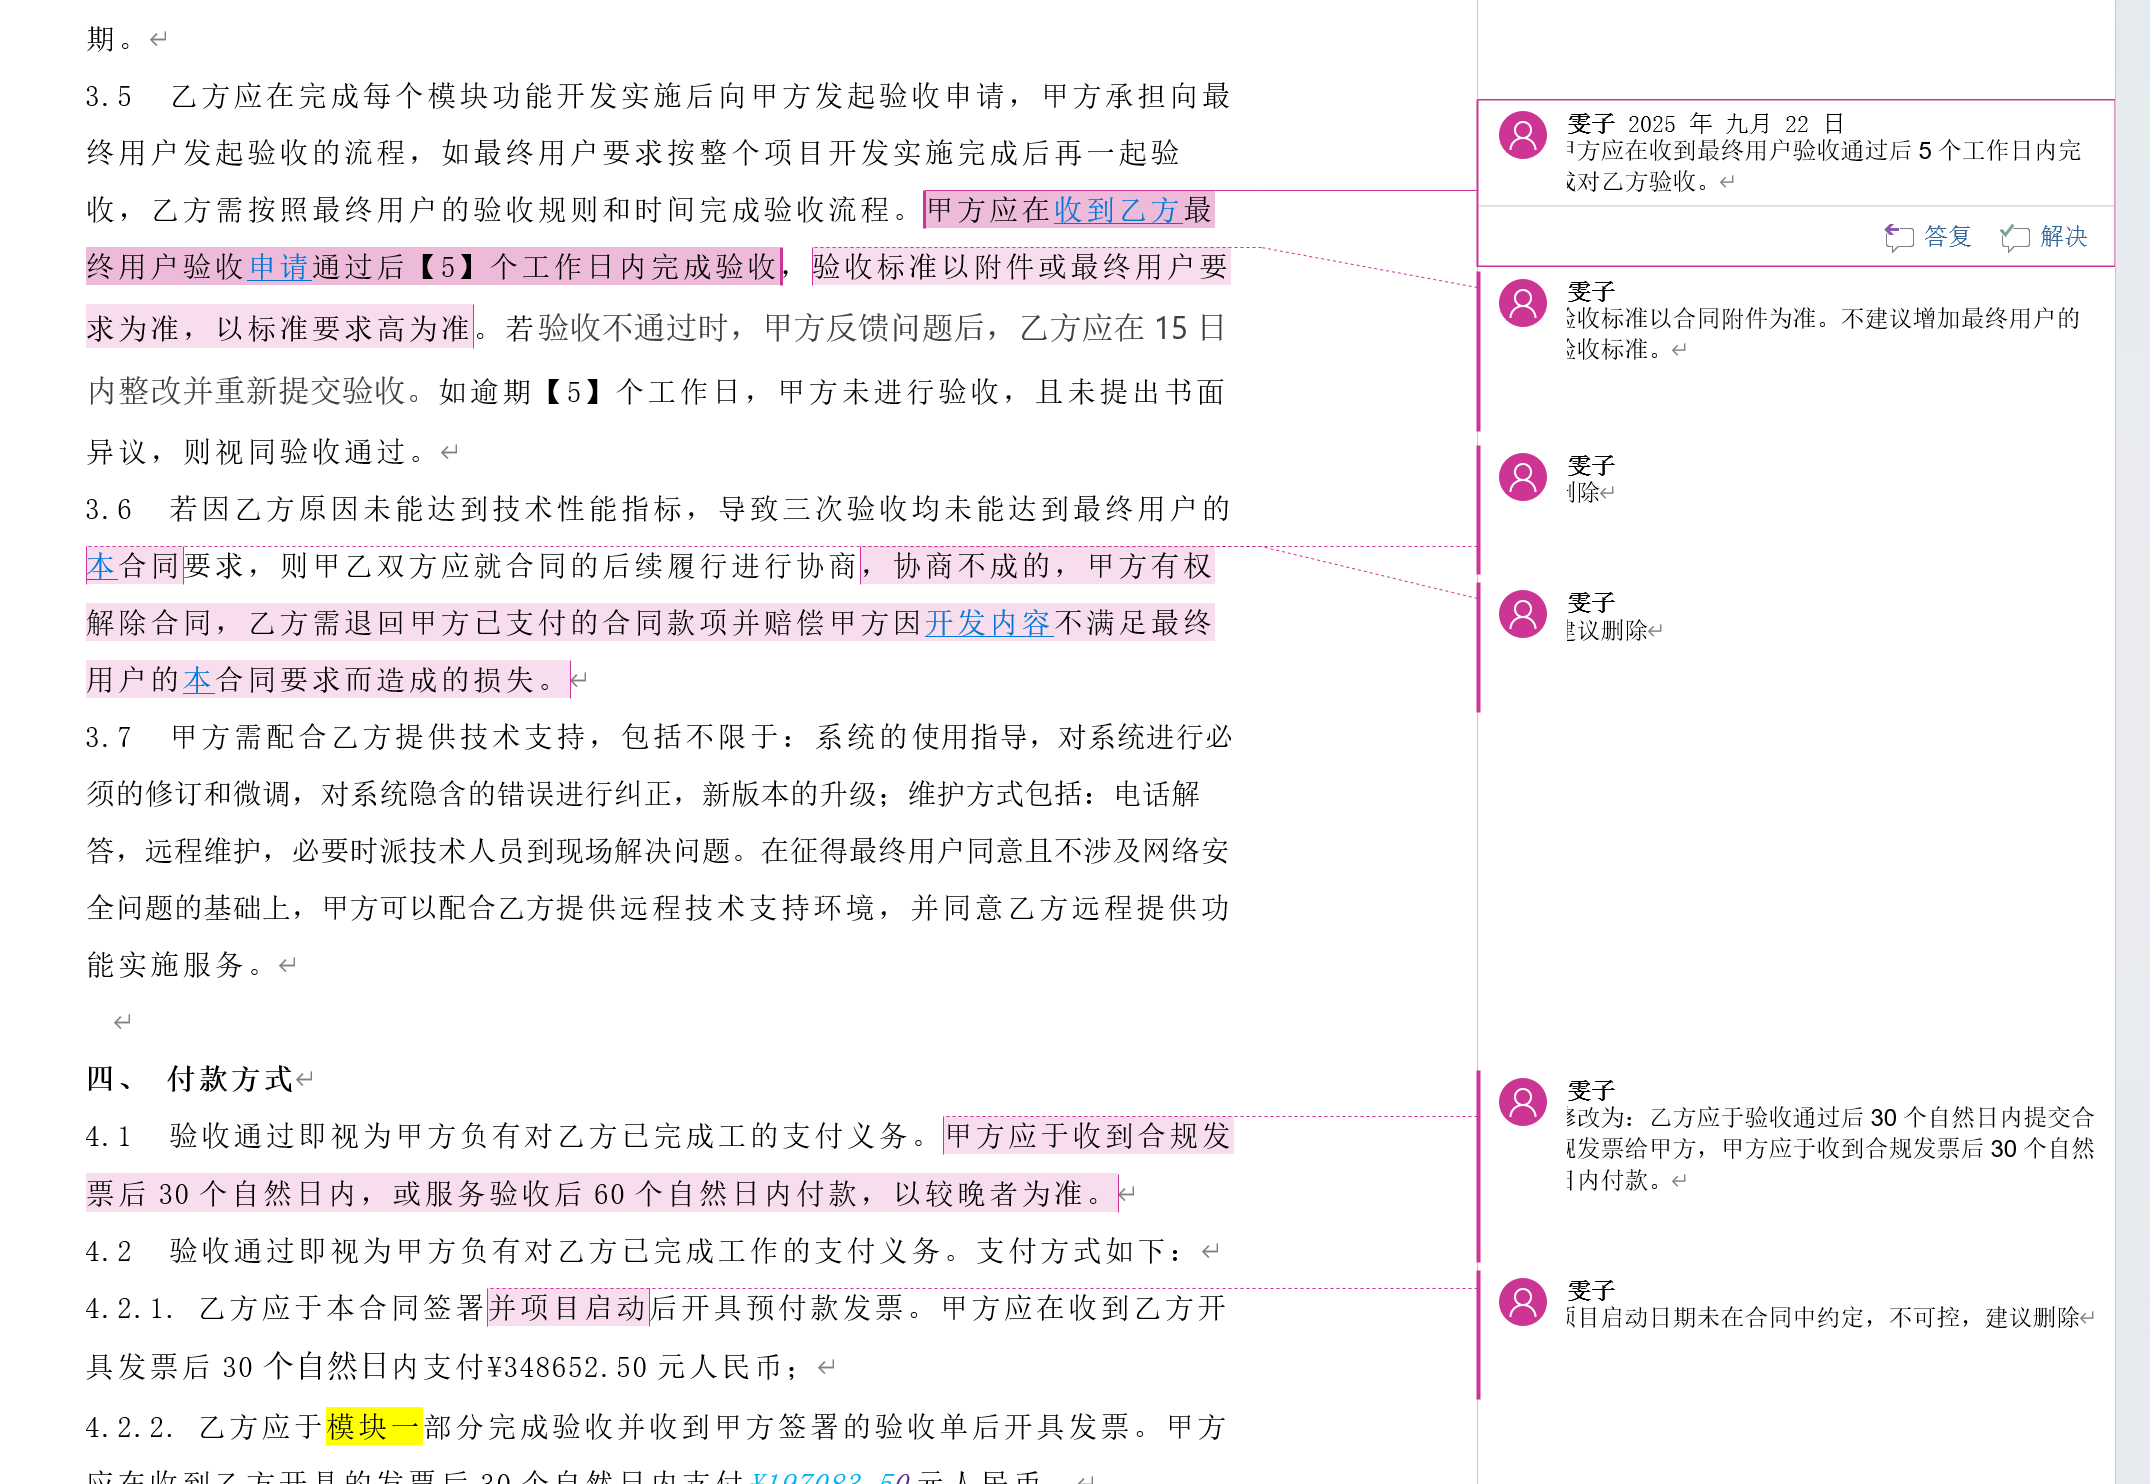 期。
3.5 乙方应在完成每个模块功能开发实施后向甲方发起验收申请，甲方承担向最
终用户发起验收的流程，如最终用户要求按整个项目开发实施完成后再一起验
收，乙方需按照最终用户的验收规则和时间完成验收流程。甲方应在收到乙方最
终用户验收申请通过后【5】个工作日内完成验收，验收标准以附件或最终用户要
求为准，以标准要求高为准。若验收不通过时，甲方反馈问题后，乙方应在 15 日
内整改并重新提交验收。如逾期【5】个工作日，甲方未进行验收，且未提出书面
异议，则视同验收通过。
3.6 若因乙方原因未能达到技术性能指标，导致三次验收均未能达到最终用户的
本合同要求，则甲乙双方应就合同的后续履行进行协商，协商不成的，甲方有权
解除合同，乙方需退回甲方已支付的合同款项并赔偿甲方因开发内容不满足最终
用户的本合同要求而造成的损失。
3.7 甲方需配合乙方提供技术支持，包括不限于：系统的使用指导，对系统进行必
须的修订和微调，对系统隐含的错误进行纠正，新版本的升级；维护方式包括：电话解
答，远程维护，必要时派技术人员到现场解决问题。在征得最终用户同意且不涉及网络安
全问题的基础上，甲方可以配合乙方提供远程技术支持环境，并同意乙方远程提供功
能实施服务。
四、 付款方式
4.1 验收通过即视为甲方负有对乙方已完成工的支付义务。甲方应于收到合规发
票后 30 个自然日内，或服务验收后 60 个自然日内付款，以较晚者为准。
4.2 验收通过即视为甲方负有对乙方已完成工作的支付义务。支付方式如下：
4.2.1. 乙方应于本合同签署并项目启动后开具预付款发票。甲方应在收到乙方开
具发票后 30 个自然日内支付¥348652.50 元人民币；
4.2.2. 乙方应于模块一部分完成验收并收到甲方签署的验收单后开具发票。甲方
应在收到乙方开具的发票后 30 个自然日内支付 ¥197083.50 元人民币。
雯子 2025 年 九月 22 日
甲方应在收到最终用户验收通过后 5 个工作日内完
成对乙方验收。
答复 解决
雯子
验收标准以合同附件为准。不建议增加最终用户的
验收标准。
雯子
删除
雯子
建议删除
雯子
修改为：乙方应于验收通过后 30 个自然日内提交合
规发票给甲方，甲方应于收到合规发票后 30 个自然
日内付款。
雯子
项目启动日期未在合同中约定，不可控，建议删除